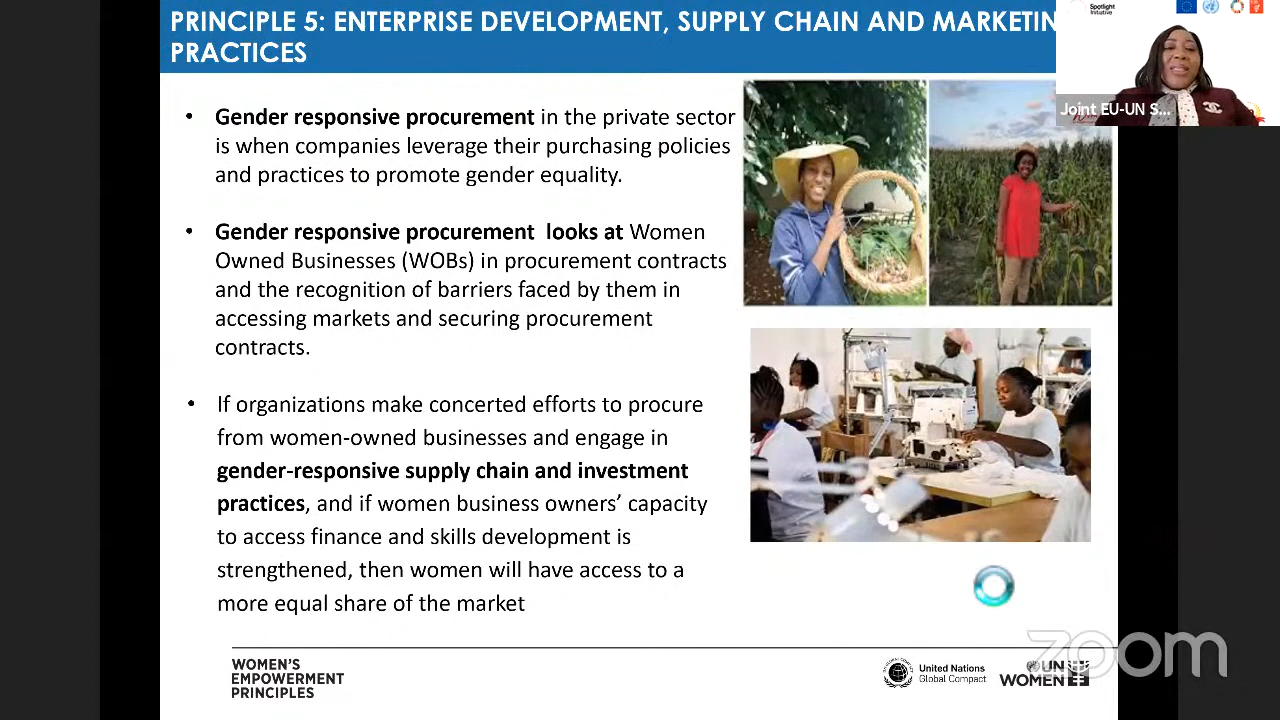 PRINCIPLE 5: ENTERPRISE DEVELOPMENT, SUPPLY CHAIN AND MARKETIN
PRACTICES
Spotlight
Initiative
Joint EU-UN S...
• Gender responsive procurement in the private sector
is when companies leverage their purchasing policies
and practices to promote gender equality.
• Gender responsive procurement looks at Women
Owned Businesses (WOBs) in procurement contracts
and the recognition of barriers faced by them in
accessing markets and securing procurement
contracts.
• If organizations make concerted efforts to procure
from women-owned businesses and engage in
gender-responsive supply chain and investment
practices, and if women business owners’ capacity
to access finance and skills development is
strengthened, then women will have access to a
more equal share of the market
WOMEN’S
EMPOWERMENT
PRINCIPLES
United Nations
Global Compact
UN
WOMEN
zoom